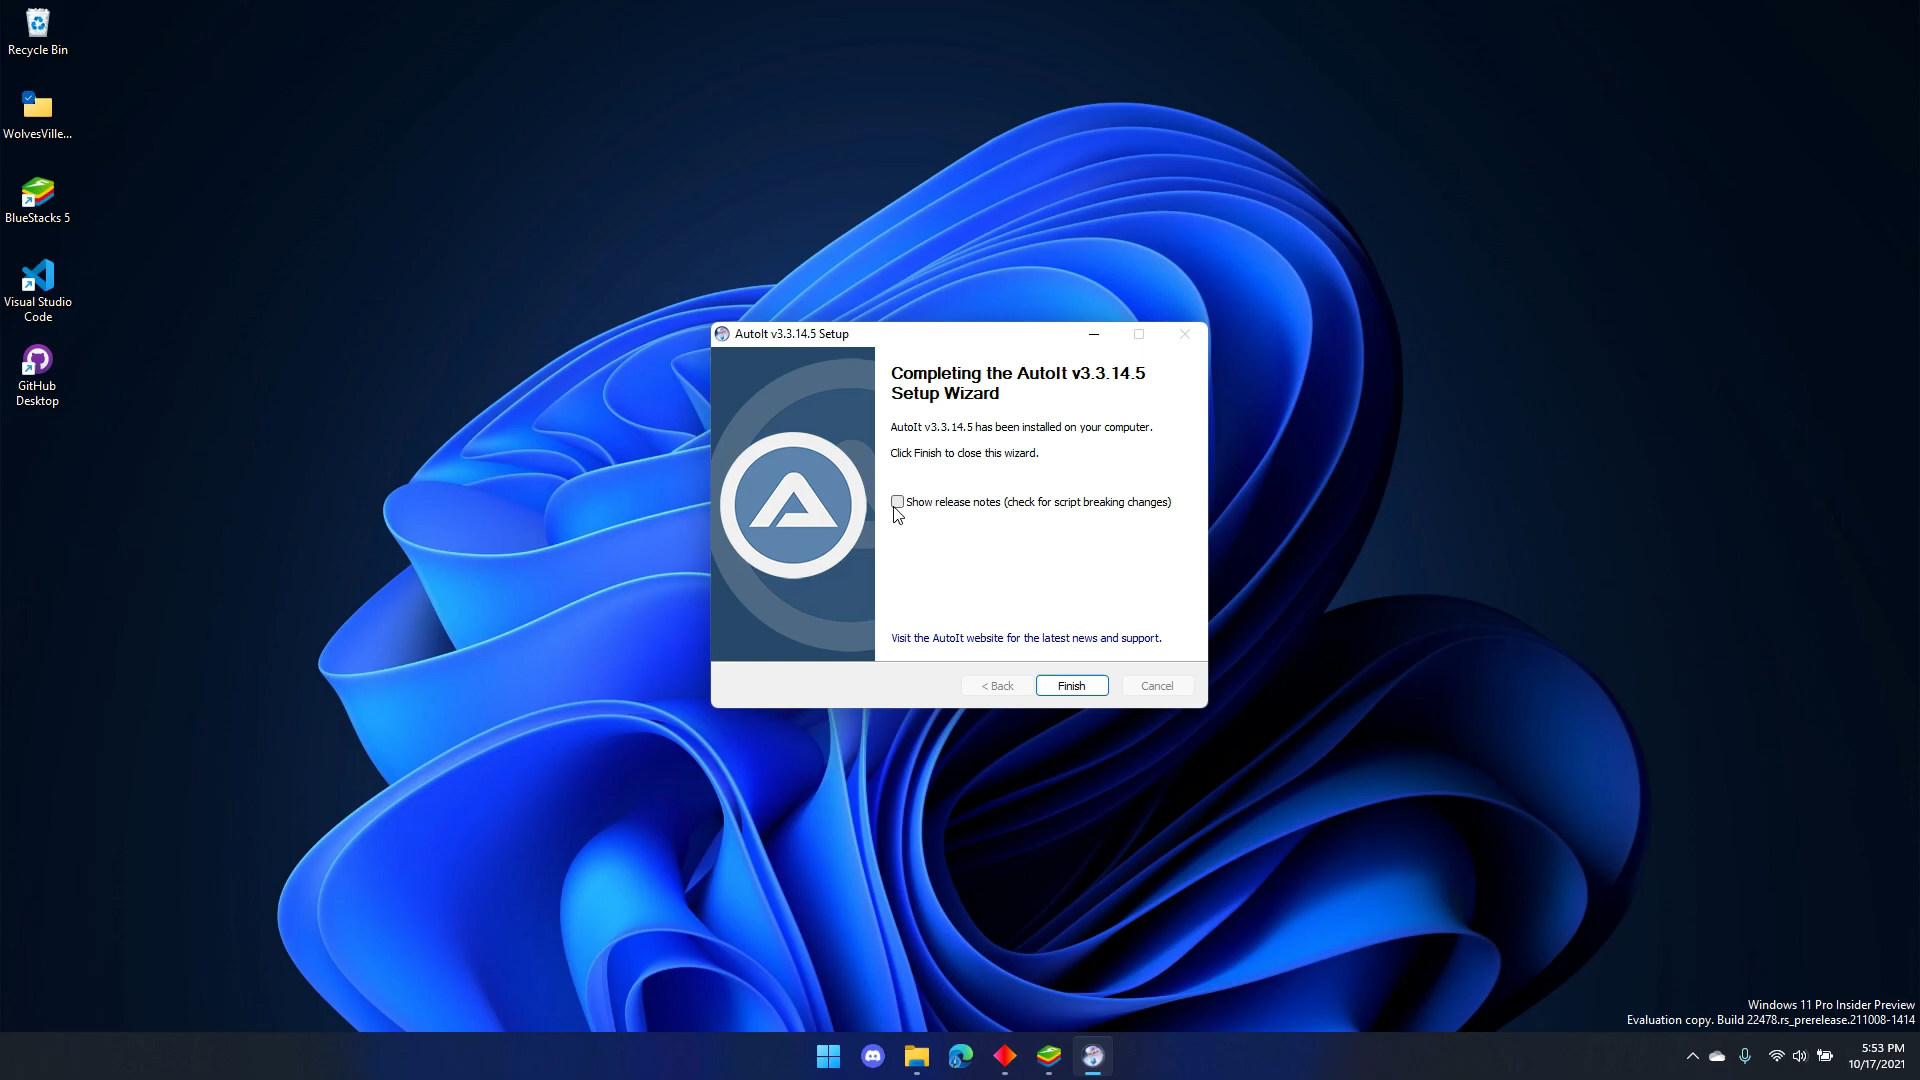 Recycle Bin
WolvesVille...
BlueStacks 5
Visual Studio
Code
GitHub
Desktop
AutoIt v3.3.14.5 Setup
Completing the AutoIt v3.3.14.5
Setup Wizard
AutoIt v3.3.14.5 has been installed on your computer.
Click Finish to close this wizard.
Show release notes (check for script breaking changes)
Visit the AutoIt website for the latest news and support.
< Back
Finish
Cancel
Windows 11 Pro Insider Preview
Evaluation copy. Build 22478.rs_prerelease.211008-1414
5:53 PM
10/17/2021